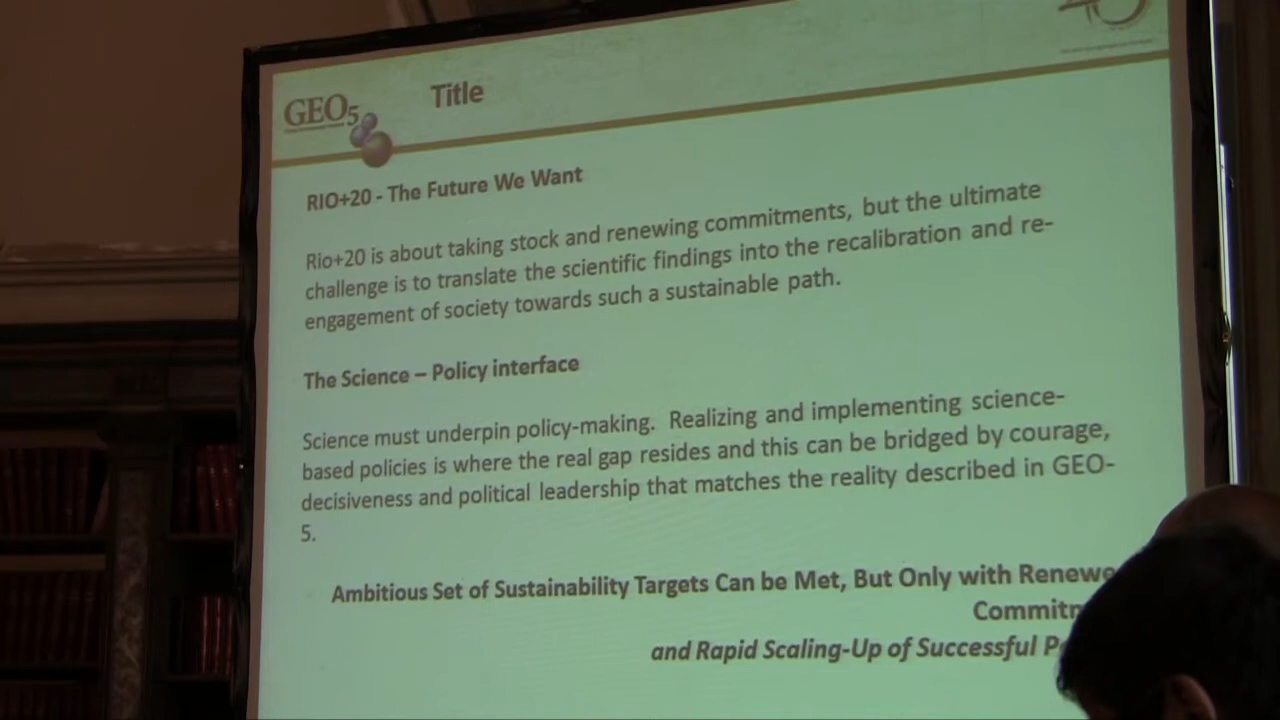 GEO5
Title
RIO+20 - The Future We Want
Rio+20 is about taking stock and renewing commitments, but the ultimate
challenge is to translate the scientific findings into the recalibration and re-
engagement of society towards such a sustainable path.
The Science – Policy interface
Science must underpin policy-making. Realizing and implementing science-
based policies is where the real gap resides and this can be bridged by courage,
decisiveness and political leadership that matches the reality described in GEO-
5.
Ambitious Set of Sustainability Targets Can be Met, But Only with Renewe
Commitm
and Rapid Scaling-Up of Successful P